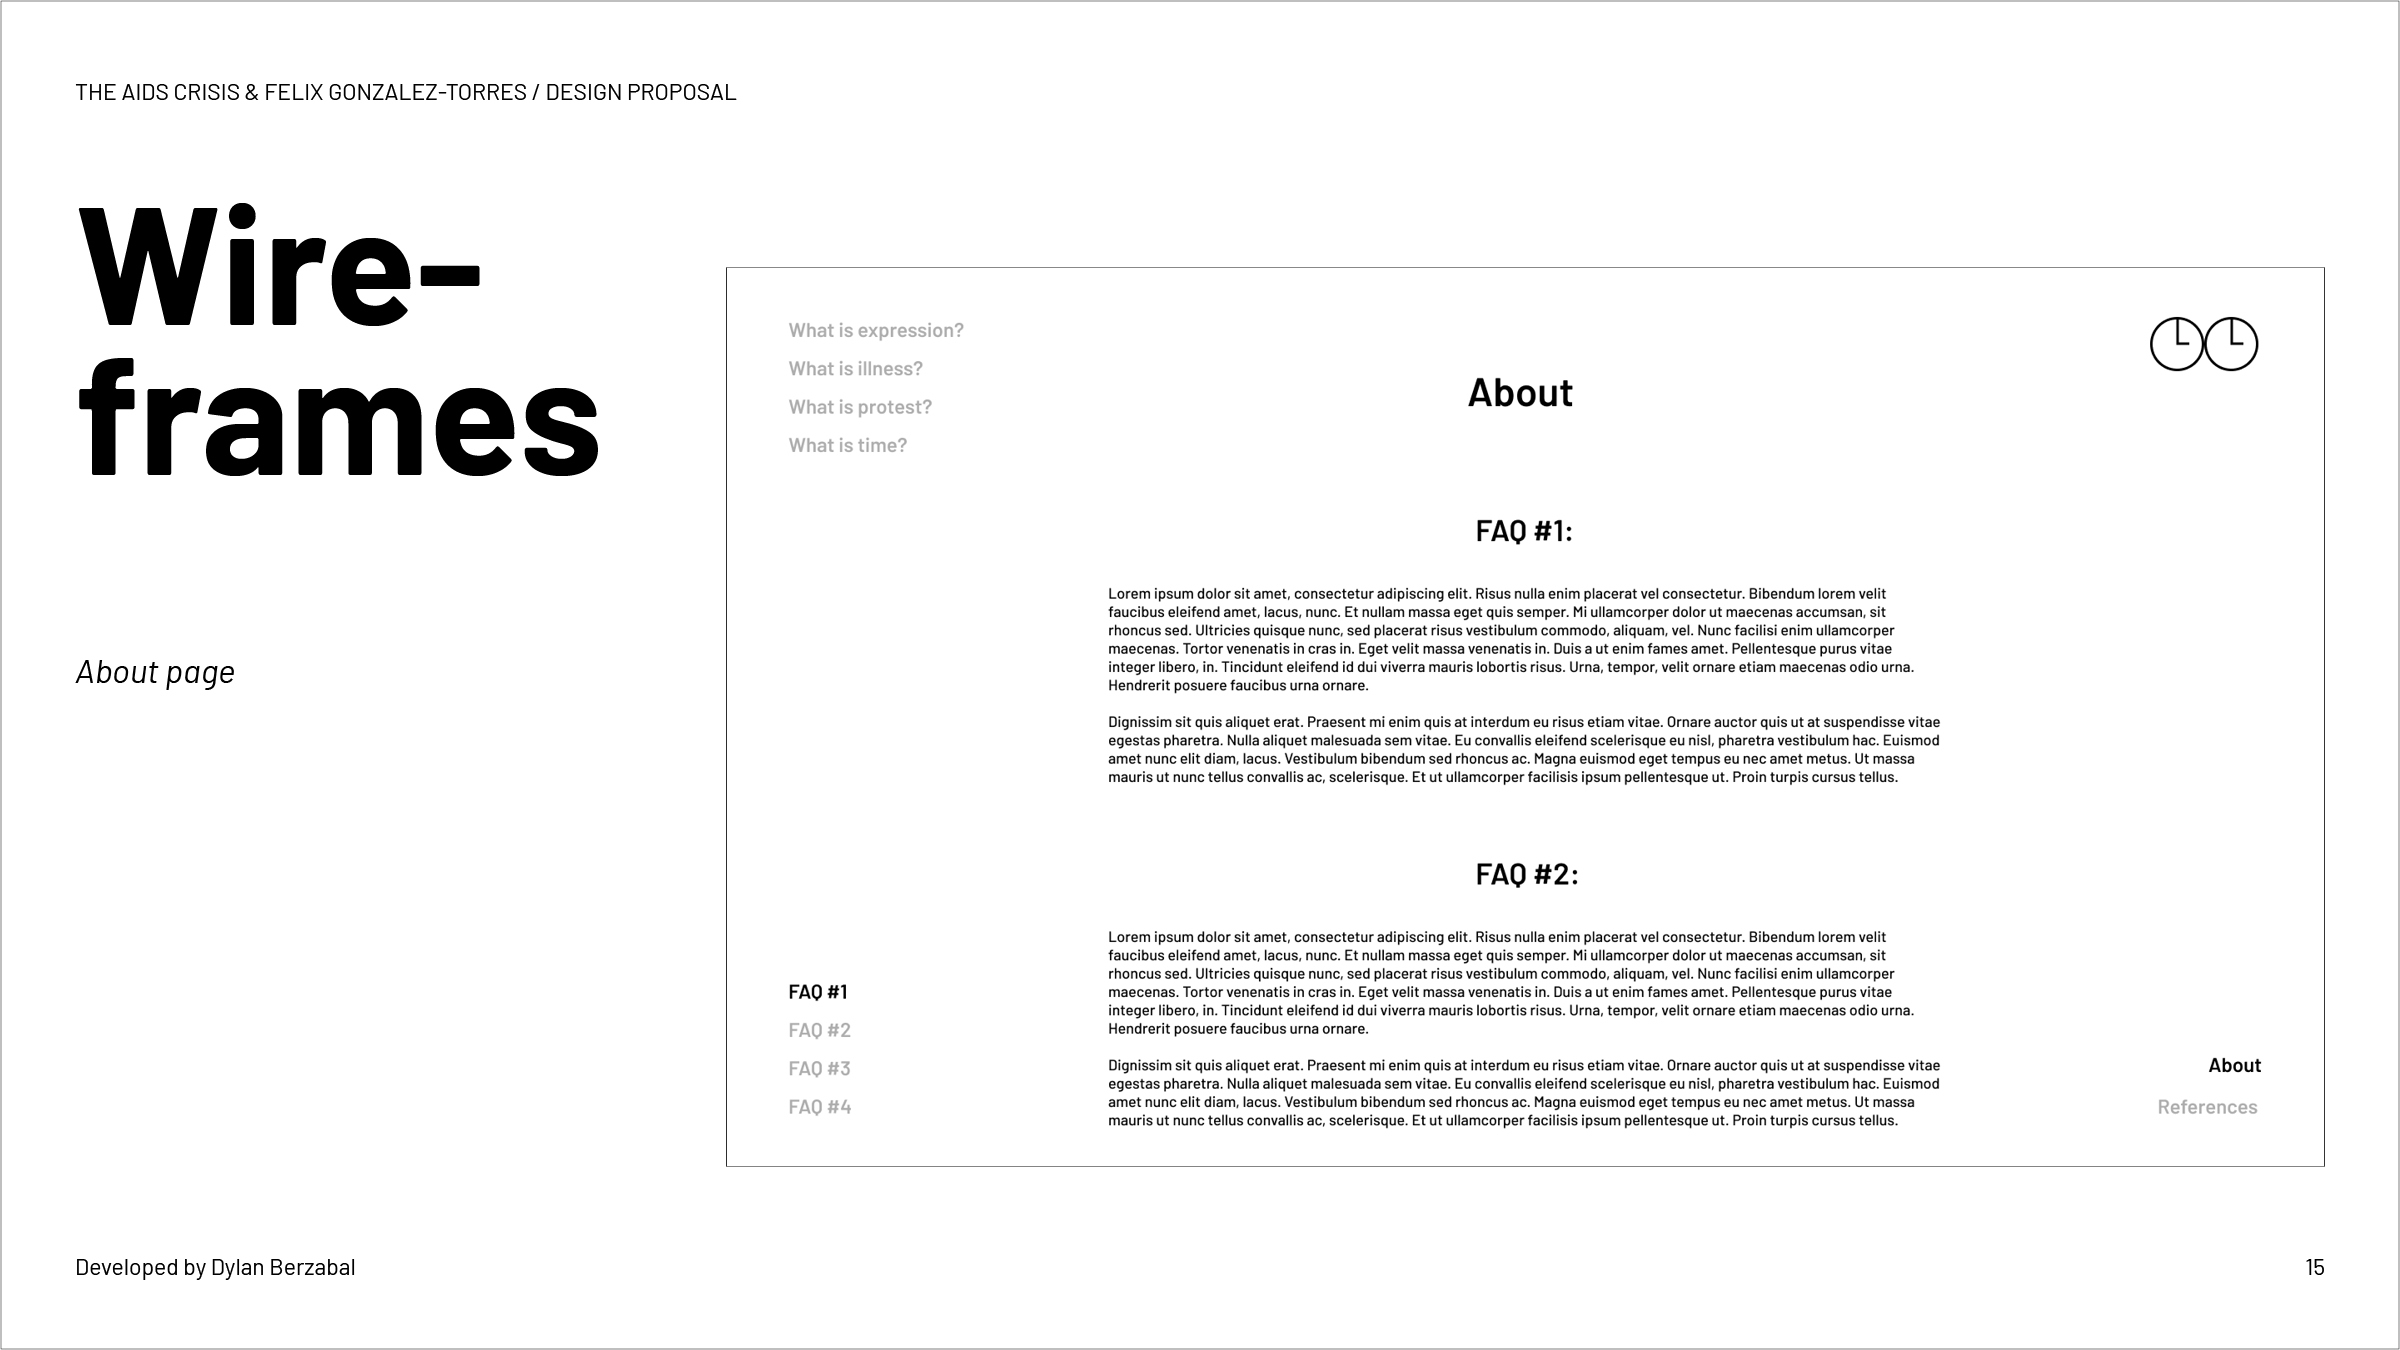 THE AIDS CRISIS & FELIX GONZALEZ-TORRES / DESIGN PROPOSAL
Wire-
frames
About page
What is expression?
What is illness?
What is protest?
What is time?
About
FAQ #1:
Lorem ipsum dolor sit amet, consectetur adipiscing elit. Risus nulla enim placerat vel consectetur. Bibendum lorem velit
faucibus eleifend amet, lacus, nunc. Et nullam massa eget quis semper. Mi ullamcorper dolor ut maecenas accumsan, sit
rhoncus sed. Ultricies quisque nunc, sed placerat risus vestibulum commodo, aliquam, vel. Nunc facilisi enim ullamcorper
maecenas. Tortor venenatis in cras in. Eget velit massa venenatis in. Duis a ut enim fames amet. Pellentesque purus vitae
integer libero, in. Tincidunt eleifend id dui viverra mauris lobortis risus. Urna, tempor, velit ornare etiam maecenas odio urna.
Hendrerit posuere faucibus urna ornare.
Dignissim sit quis aliquet erat. Praesent mi enim quis at interdum eu risus etiam vitae. Ornare auctor quis ut at suspendisse vitae
egestas pharetra. Nulla aliquet malesuada sem vitae. Eu convallis eleifend scelerisque eu nisl, pharetra vestibulum hac. Euismod
amet nunc elit diam, lacus. Vestibulum bibendum sed rhoncus ac. Magna euismod eget tempus eu nec amet metus. Ut massa
mauris ut nunc tellus convallis ac, scelerisque. Et ut ullamcorper facilisis ipsum pellentesque ut. Proin turpis cursus tellus.
FAQ #2:
Lorem ipsum dolor sit amet, consectetur adipiscing elit. Risus nulla enim placerat vel consectetur. Bibendum lorem velit
faucibus eleifend amet, lacus, nunc. Et nullam massa eget quis semper. Mi ullamcorper dolor ut maecenas accumsan, sit
rhoncus sed. Ultricies quisque nunc, sed placerat risus vestibulum commodo, aliquam, vel. Nunc facilisi enim ullamcorper
maecenas. Tortor venenatis in cras in. Eget velit massa venenatis in. Duis a ut enim fames amet. Pellentesque purus vitae
integer libero, in. Tincidunt eleifend id dui viverra mauris lobortis risus. Urna, tempor, velit ornare etiam maecenas odio urna.
Hendrerit posuere faucibus urna ornare.
Dignissim sit quis aliquet erat. Praesent mi enim quis at interdum eu risus etiam vitae. Ornare auctor quis ut at suspendisse vitae
egestas pharetra. Nulla aliquet malesuada sem vitae. Eu convallis eleifend scelerisque eu nisl, pharetra vestibulum hac. Euismod
amet nunc elit diam, lacus. Vestibulum bibendum sed rhoncus ac. Magna euismod eget tempus eu nec amet metus. Ut massa
mauris ut nunc tellus convallis ac, scelerisque. Et ut ullamcorper facilisis ipsum pellentesque ut. Proin turpis cursus tellus.
FAQ #1
FAQ #2
FAQ #3
FAQ #4
About
References
Developed by Dylan Berzabal
15